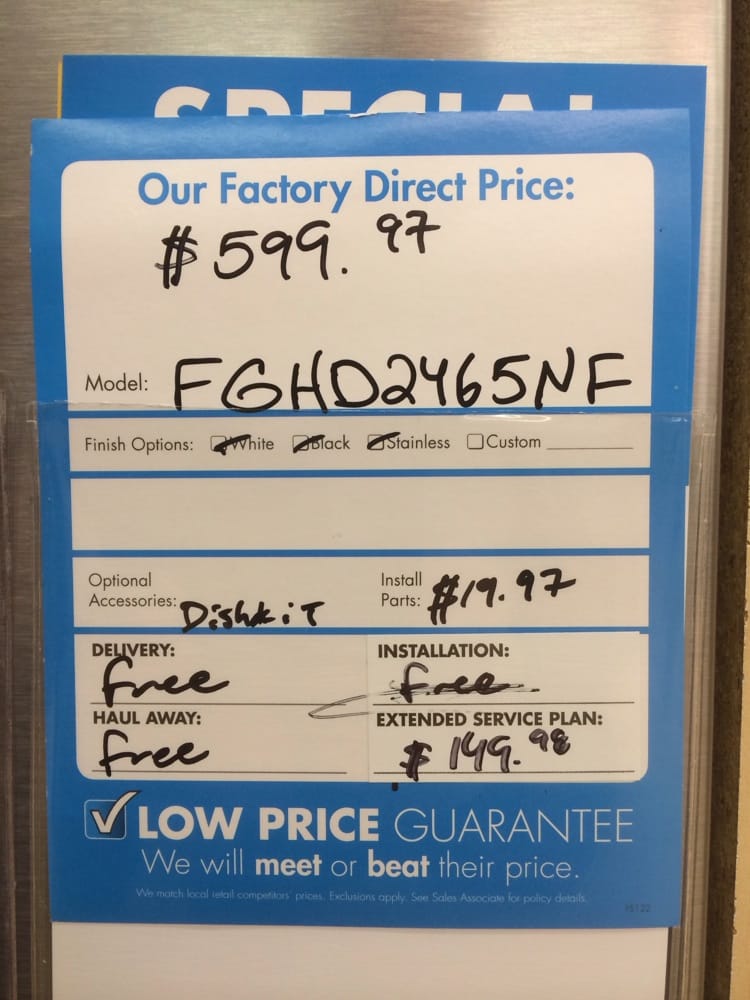 SPECIAL
Our Factory Direct Price:
$599.97
Model: FGHD2465NF
Finish Options: White Black Stainless Custom
Optional Install
Accessories: Dishkit Parts: $19.97
DELIVERY: INSTALLATION:
free free
HAUL AWAY: EXTENDED SERVICE PLAN:
free $149.98
LOW PRICE GUARANTEE
We will meet or beat their price.
We match local retail competitors' prices. Exclusions apply. See Sales Associate for policy details.